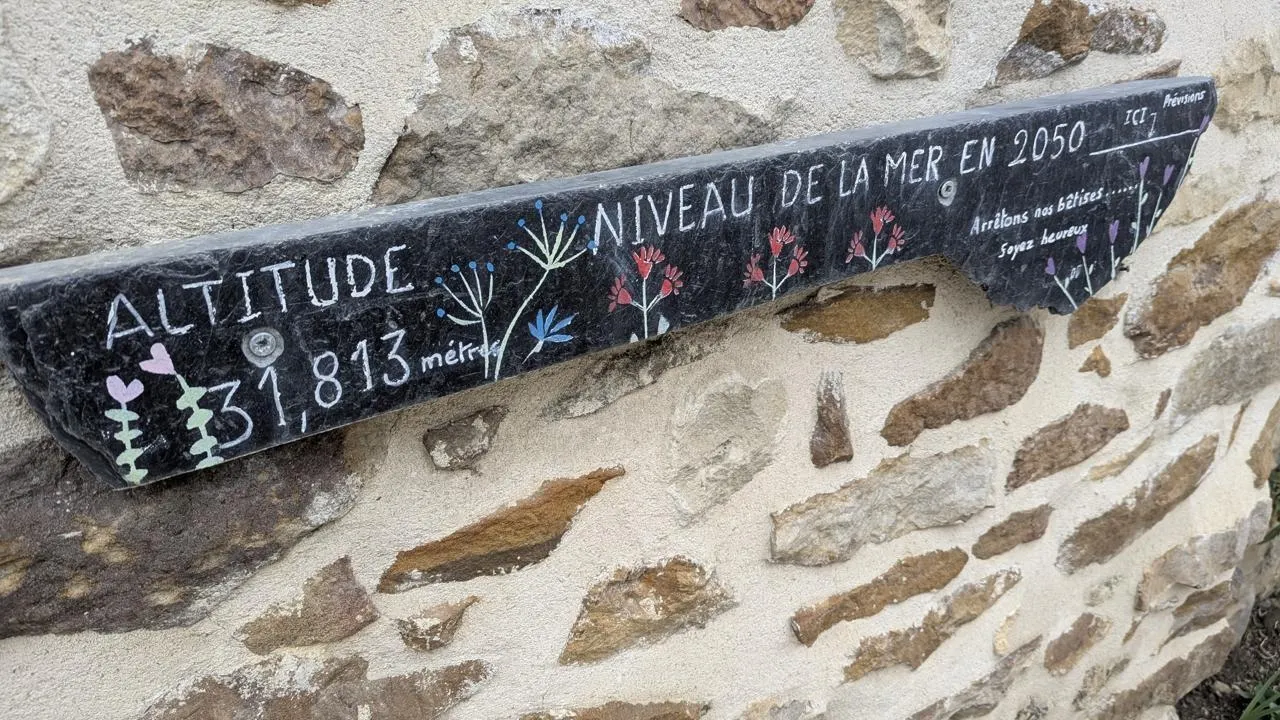 ALTITUDE
31,813 mètres
NIVEAU DE LA MER EN 2050
Prévisions
ICI
Arrêtons nos bêtises......
Soyez heureux